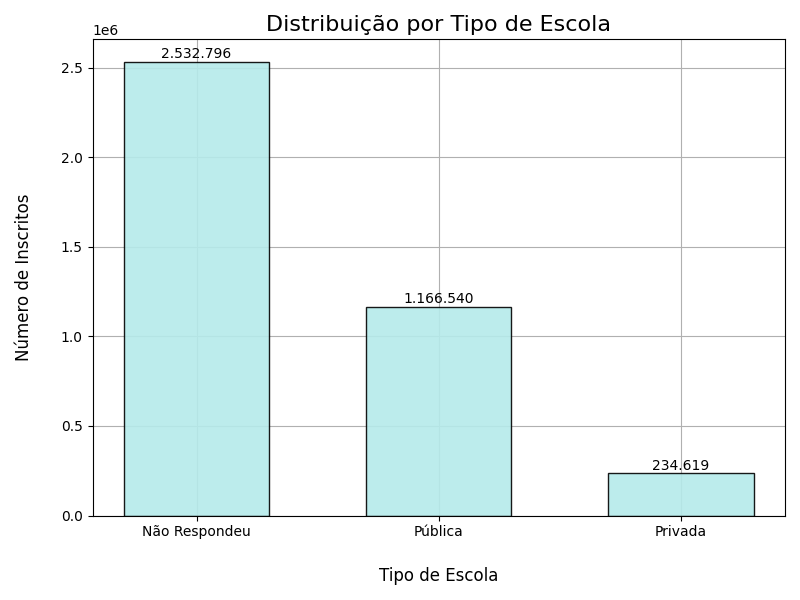 Distribuição por Tipo de Escola
1e6
2.532.796
2.5
2.0
1.5
1.166.540
1.0
0.5
234.619
0.0
Número de Inscritos
Não Respondeu
Pública
Privada
Tipo de Escola